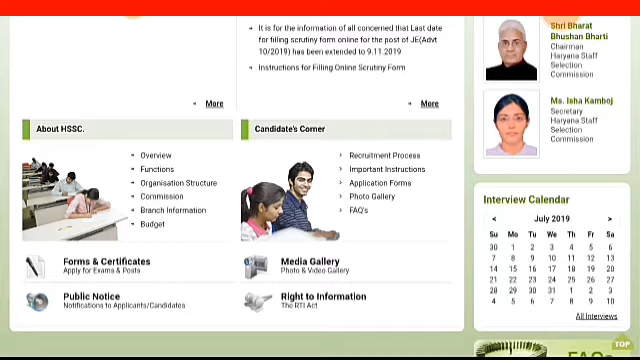 It is for the information of all concerned that Last date
for filling scrutiny form online for the post of JE(Advt
10/2019) has been extended to 9.11.2019
Instructions for Filling Online Scrutiny Form
More
More
Shri Bharat
Bhushan Bharti
Chairman
Haryana Staff
Selection
Commission
Ms. Isha Kamboj
Secretary
Haryana Staff
Selection
Commission
About HSSC.
Overview
Functions
Organisation Structure
Commission
Branch Information
Budget
Candidate's Corner
Recruitment Process
Important Instructions
Application Forms
Photo Gallery
FAQ's
Forms & Certificates
Apply for Exams & Posts
Media Gallery
Photo & Video Gallery
Public Notice
Notifications to Applicants/Candidates
Right to Information
The RTI Act
Interview Calendar
< July 2019 >
Su Mo Tu We Th Fr Sa
30 1 2 3 4 5 6
7 8 9 10 11 12 13
14 15 16 17 18 19 20
21 22 23 24 25 26 27
28 29 30 31 1 2 3
4 5 6 7 8 9 10
All Interviews
TOP
FAQs